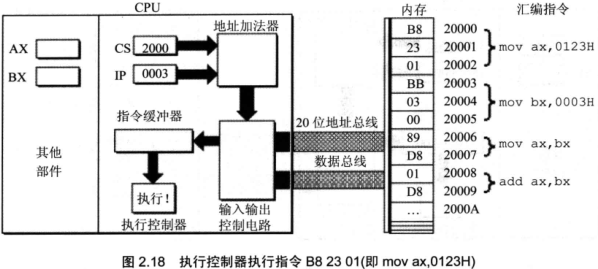 CPU
内存
汇编指令
地址加法器
AX
BX
CS 2000
IP 0003
指令缓冲器
20位地址总线
数据总线
其他
部件
执行！
执行控制器
输入输出
控制电路
B8 20000
23 20001
01 20002
mov ax,0123H
BB 20003
03 20004
00 20005
mov bx,0003H
89 20006
D8 20007
mov ax,bx
01 20008
D8 20009
add ax,bx
… 2000A
图 2.18 执行控制器执行指令 B8 23 01(即 mov ax,0123H)